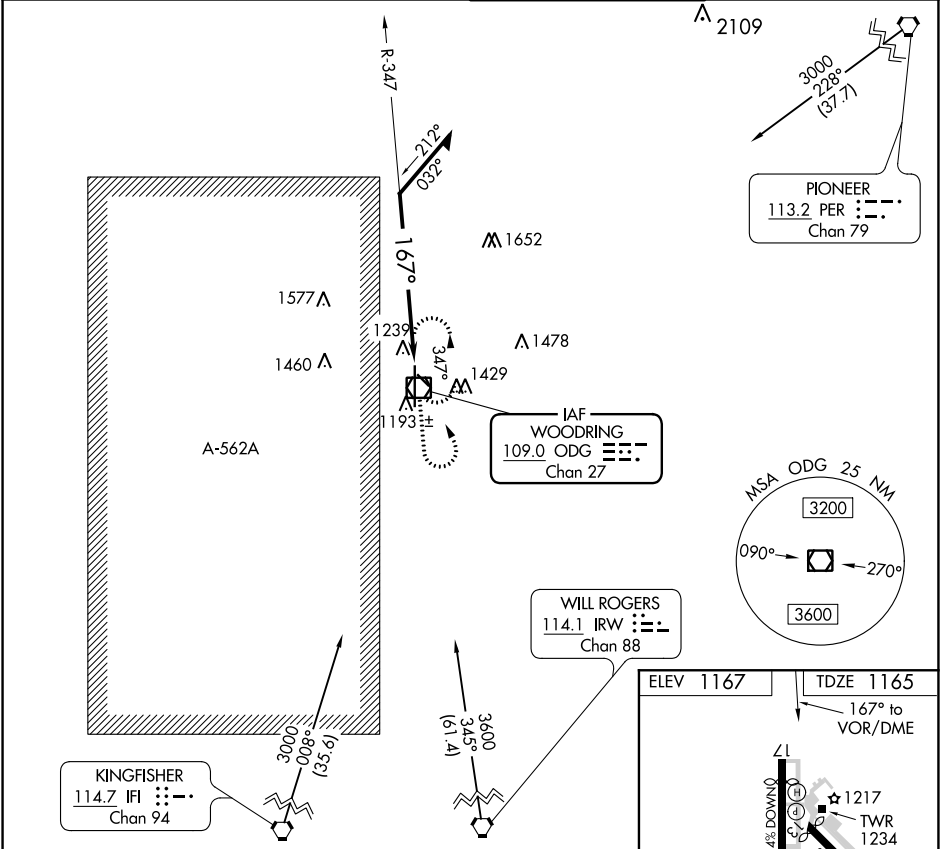 2109
R-347
3000
228°
(37.7)
212°
032°
PIONEER
113.2 PER
Chan 79
167°
1652
1577
1239
347°
1478
1460
1429
1193 ±
IAF
WOODRING
109.0 ODG
Chan 27
A-562A
MSA ODG 25 NM
3200
090°
270°
3600
WILL ROGERS
114.1 IRW
Chan 88
3000
008°
(35.6)
3600
345°
(61.4)
KINGFISHER
114.7 IFI
Chan 94
ELEV 1167
TDZE 1165
167° to
VOR/DME
17
4% DOWN
H
P
13
1217
TWR
1234